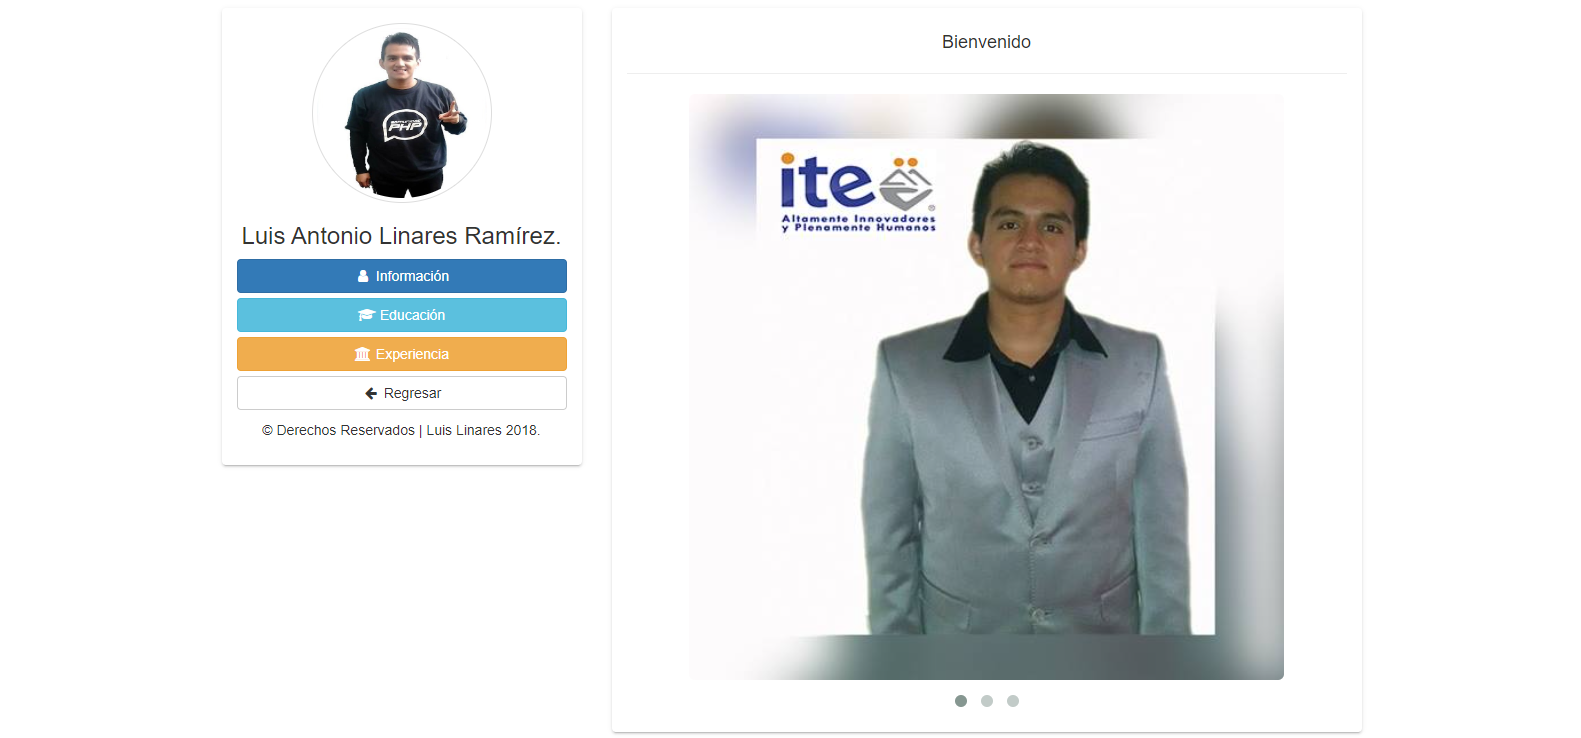 PHP
Luis Antonio Linares Ramírez.
Información
Educación
Experiencia
Regresar
© Derechos Reservados | Luis Linares 2018.
Bienvenido
ite
®
Altamente Innovadores
y Plenamente Humanos